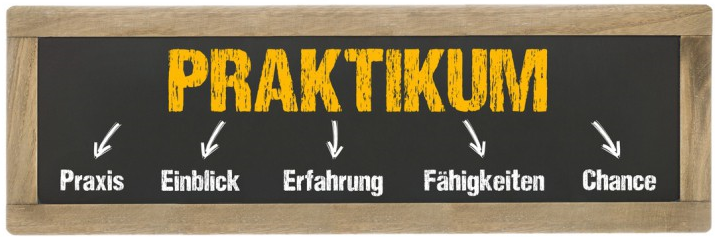 PRAKTIKUM
Praxis Einblick Erfahrung Fähigkeiten Chance